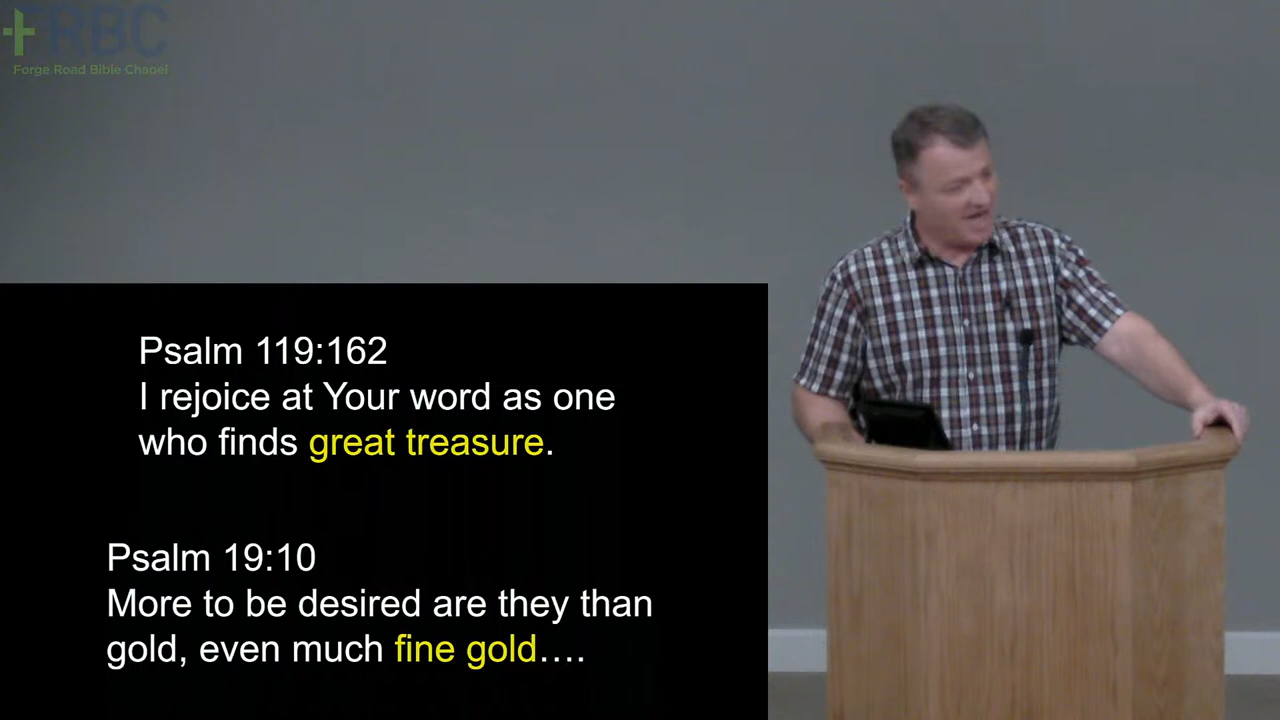 FRBC
Forge Road Bible Chapel
Psalm 119:162
I rejoice at Your word as one
who finds great treasure.
Psalm 19:10
More to be desired are they than
gold, even much fine gold….